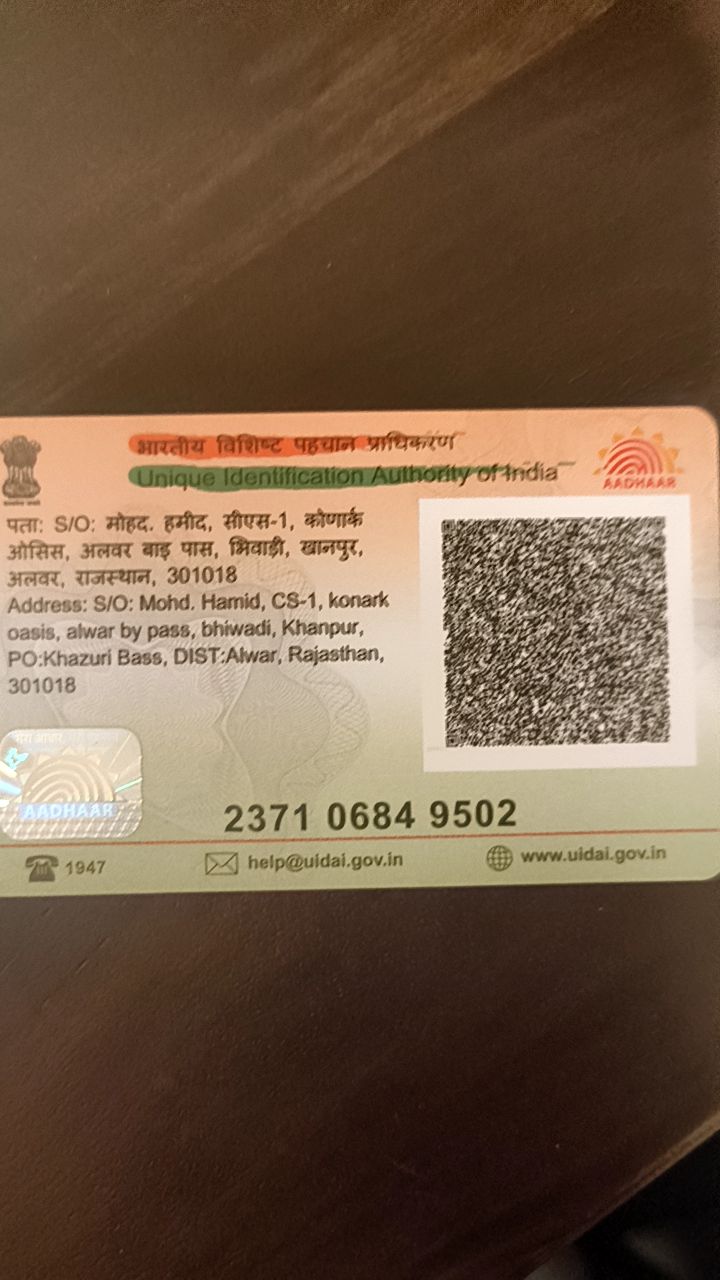 भारतीय विशिष्ट पहचान प्राधिकरण
Unique Identification Authority of India
AADHAAR
पता: S/O: मोहद. हमीद, सीएस-1, कोणार्क
ओसिस, अलवर बाइ पास, भिवाड़ी, खानपुर,
अलवर, राजस्थान, 301018
Address: S/O: Mohd. Hamid, CS-1, konark
oasis, alwar by pass, bhiwadi, Khanpur,
PO:Khazuri Bass, DIST:Alwar, Rajasthan,
301018
मेरा आधार,
AADHAAR
2371 0684 9502
1947
help@uidai.gov.in
www.uidai.gov.in